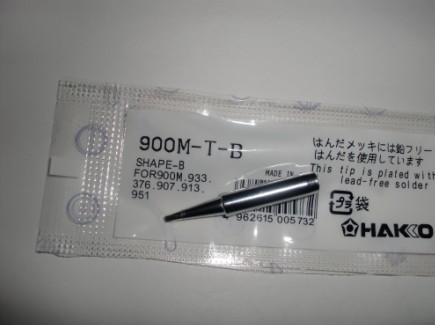 900M-T-B
SHAPE-B
FOR900M.933.
376.907.913.
951
MADE IN
962615 005732
はんだメッキには鉛フリー
はんだを使用しています
This tip is plated with
lead-free solder
プラ 袋
HAKKO